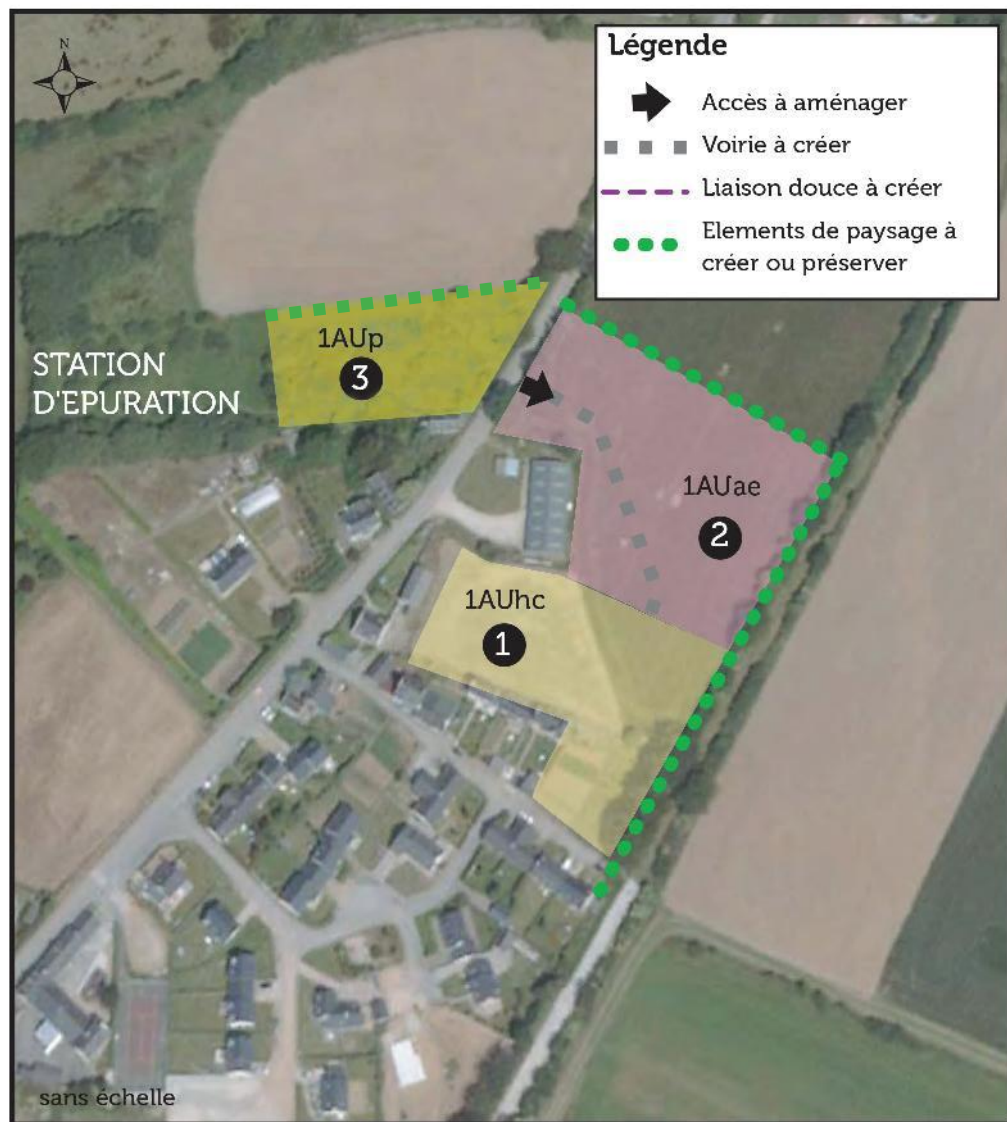 N
Légende
Accès à aménager
Voirie à créer
Liaison douce à créer
Elements de paysage à
créer ou préserver
1AUp
3
STATION
D'EPURATION
1AUae
2
1AUhc
1
sans échelle